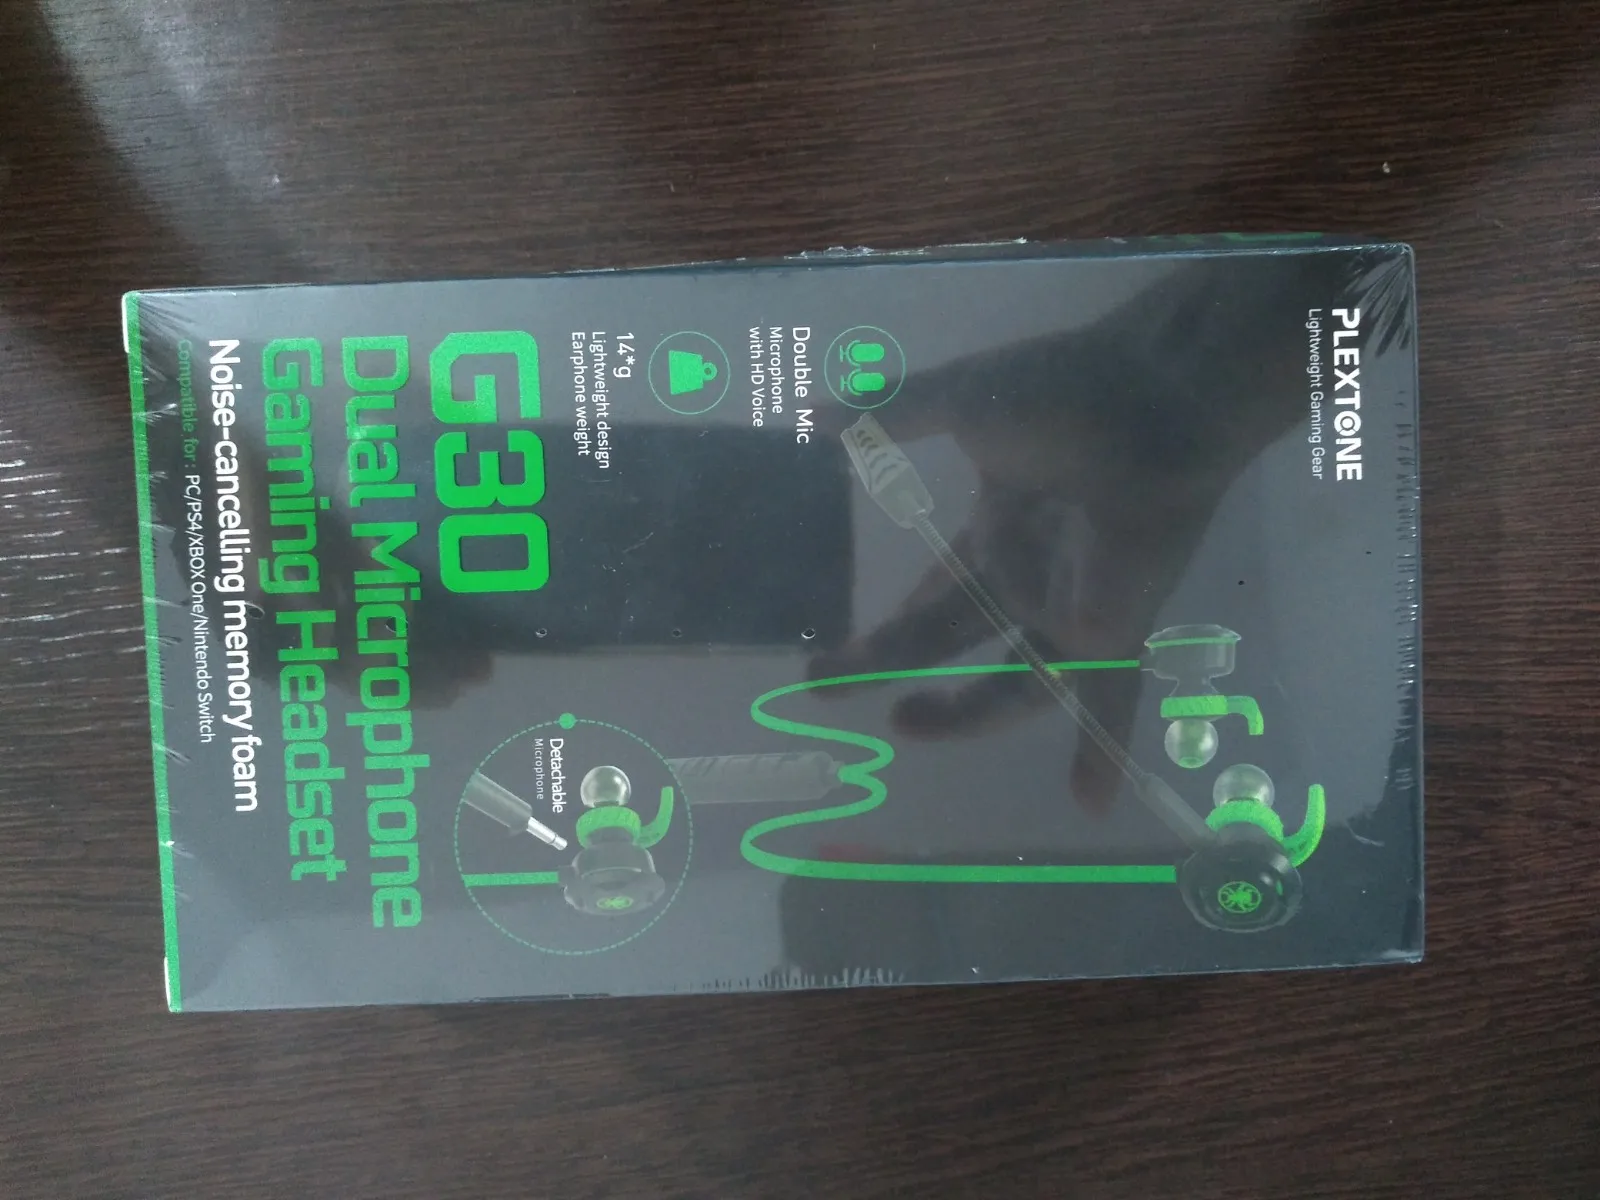 PLEXTONE
Lightweight Gaming Gear
Double Mic
Microphone
with HD Voice
14*g
Lightweight design
Earphone weight
Detachable
Microphone
G30
Dual Microphone
Gaming Headset
Noise-cancelling memory foam
Compatible for: PC/PS4/XBOX One/Nintendo Switch